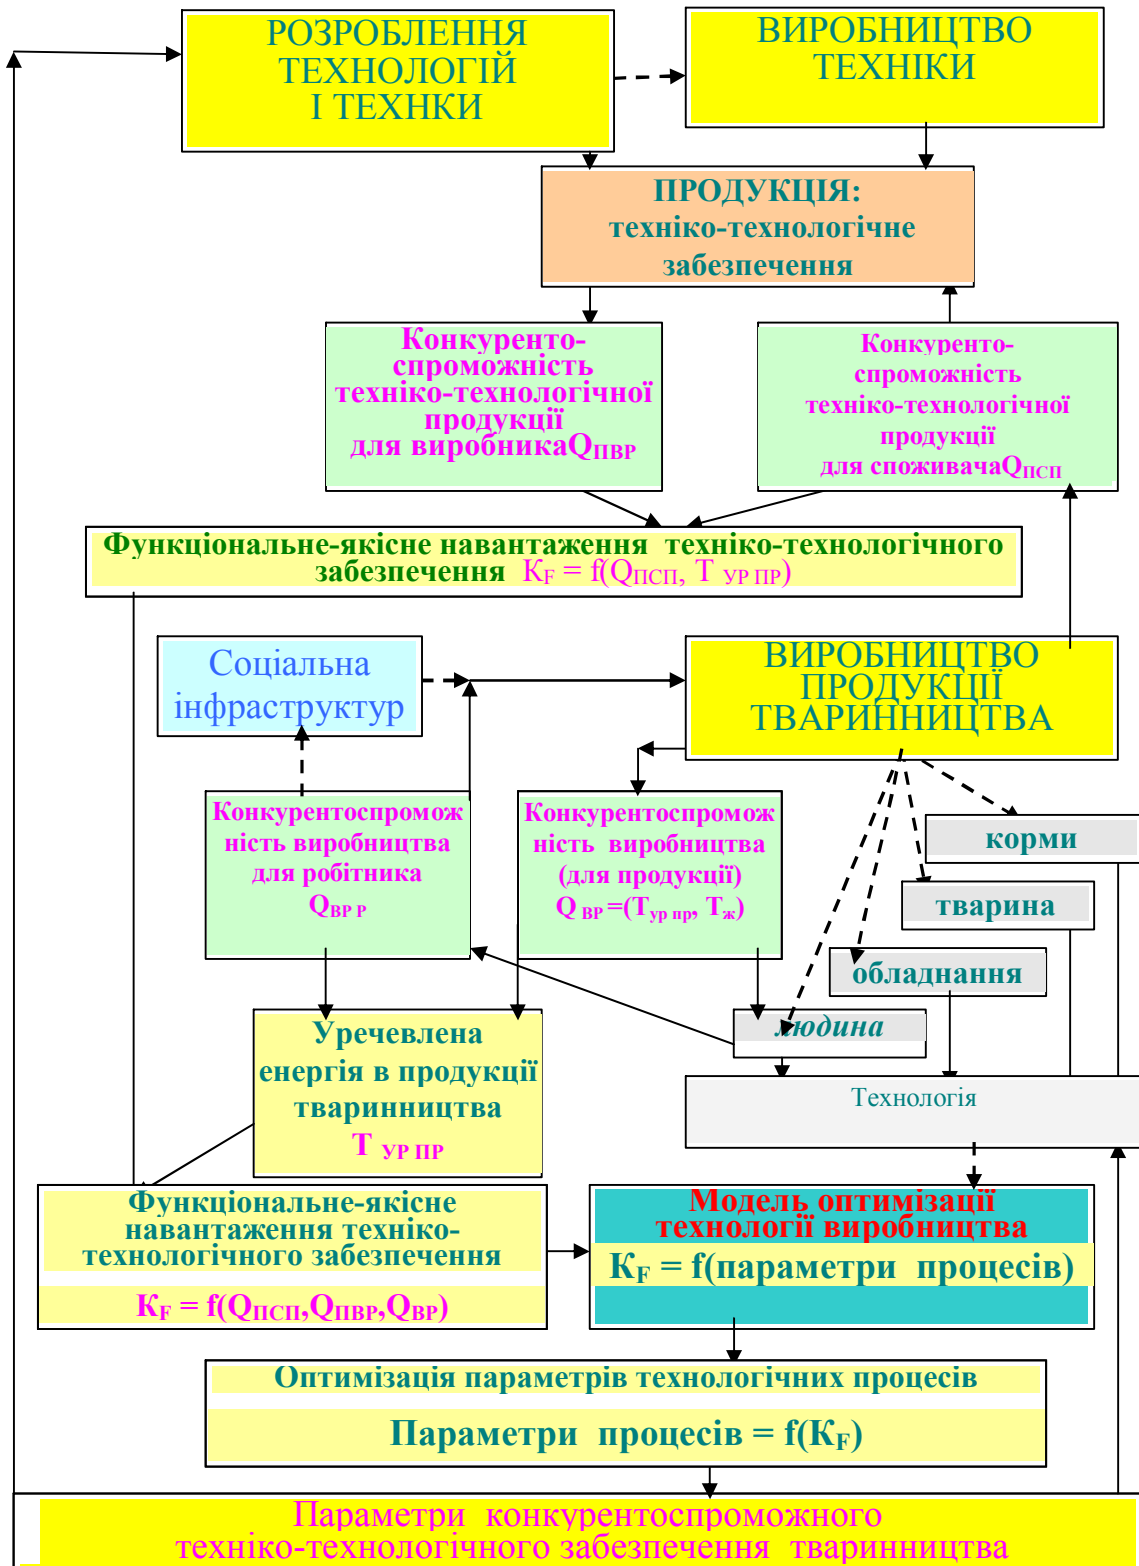 РОЗРОБЛЕННЯ
ТЕХНОЛОГІЙ
І ТЕХНКИ
ВИРОБНИЦТВО
ТЕХНІКИ
ПРОДУКЦІЯ:
техніко-технологічне
забезпечення
Конкуренто-
спроможність
техніко-технологічної
продукції
для виробникаQПВР
Конкуренто-
спроможність
техніко-технологічної
продукції
для споживачаQПСП
Функціональне-якісне навантаження техніко-технологічного
забезпечення KF = f(QПСП, Т УР ПР)
Соціальна
інфраструктур
ВИРОБНИЦТВО
ПРОДУКЦІЇ
ТВАРИННИЦТВА
Конкурентоспромож
ність виробництва
для робітника
QВР Р
Конкурентоспромож
ність виробництва
(для продукції)
Q ВР =(Тур пр, Тж)
корми
тварина
обладнання
людина
Технологія
Уречевлена
енергія в продукції
тваринництва
Т УР ПР
Функціональне-якісне
навантаження техніко-
технологічного забезпечення
KF = f(QПСП,QПВР,QВР)
Модель оптимізації
технології виробництва
KF = f(параметри процесів)
Оптимізація параметрів технологічних процесів
Параметри процесів = f(KF)
Параметри конкурентоспроможного
техніко-технологічного забезпечення тваринництва